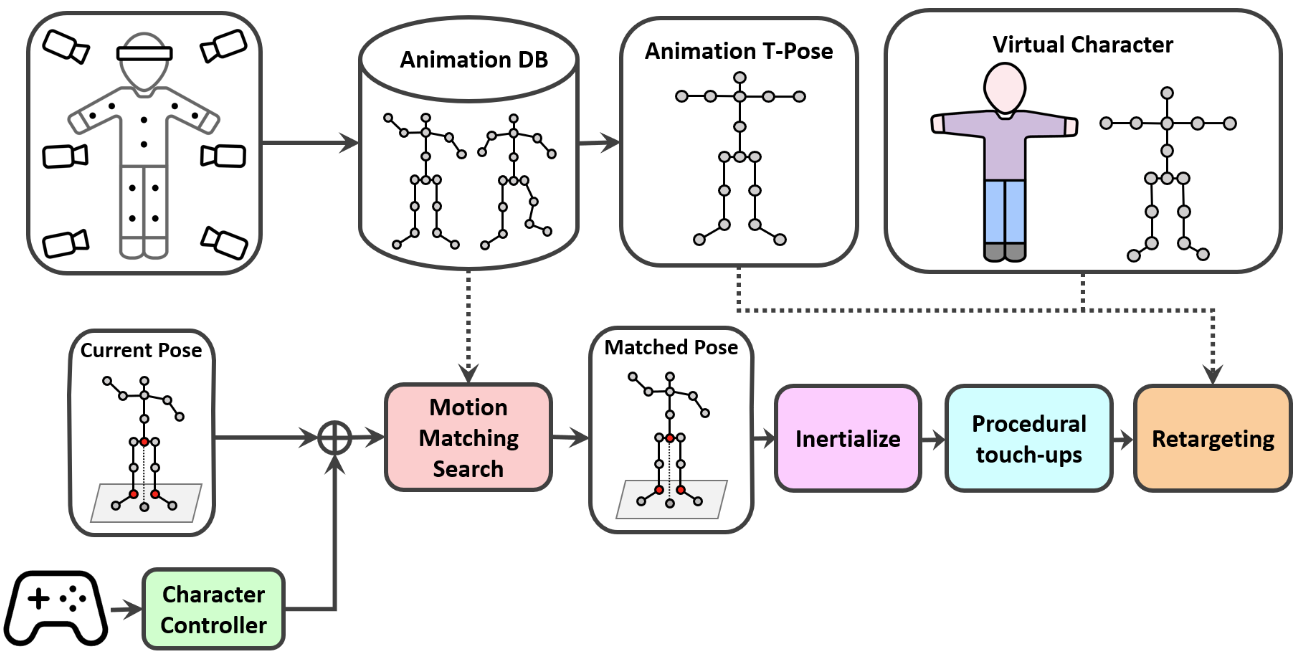 Animation DB
Animation T-Pose
Virtual Character
Current Pose
Motion
Matching
Search
Matched Pose
Inertialize
Procedural
touch-ups
Retargeting
Character
Controller